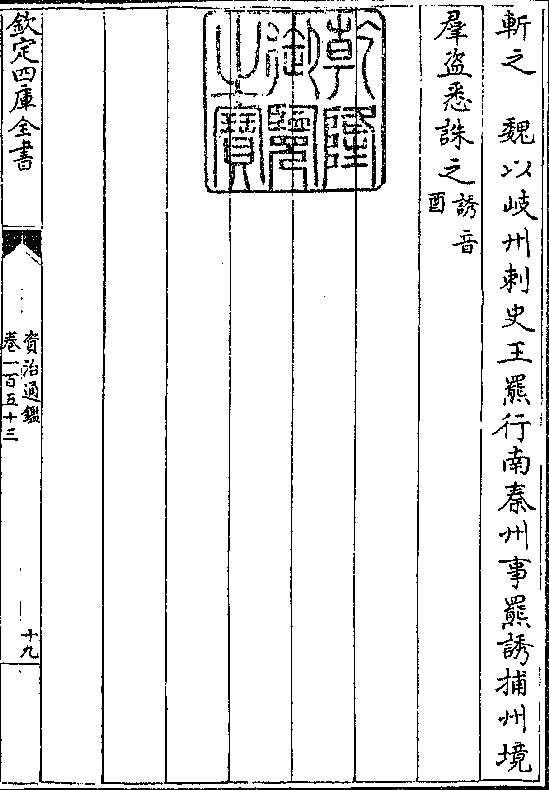 斬之　魏以岐州刺史王羆行南秦州事羆誘捕州境
羣盜悉誅之誘音酉
乾隆
御覽
之寶
欽定四庫全書
資治通鑑
卷一百五十三
十九